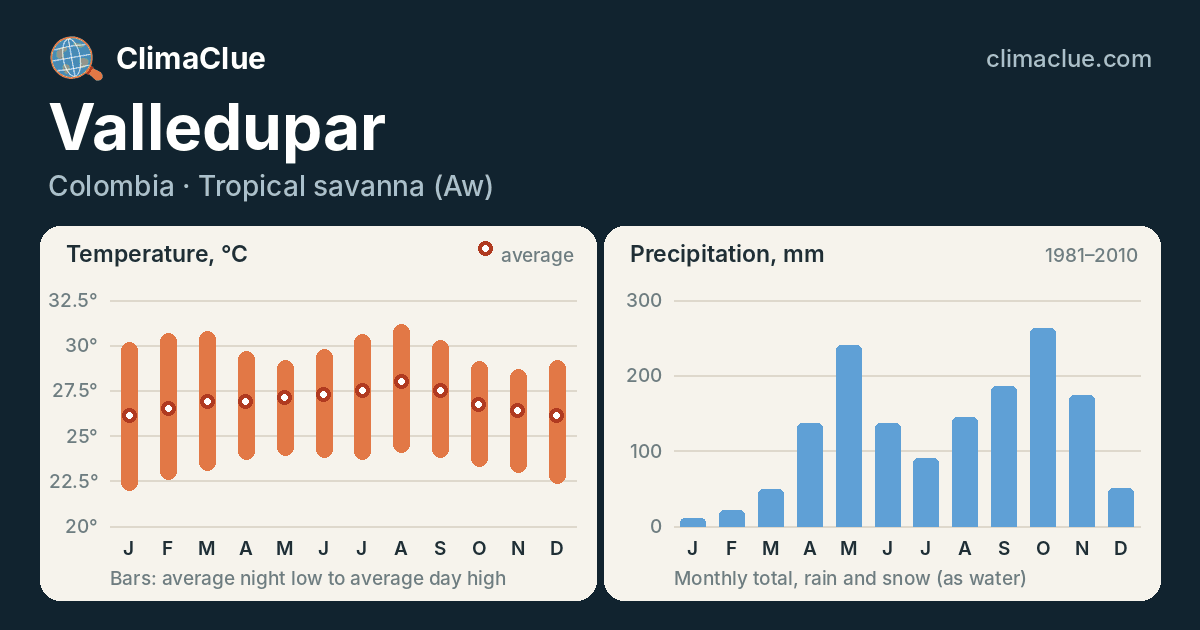 ClimaClue
climaclue.com
Valledupar
Colombia · Tropical savanna (Aw)
Temperature, °C
average
32.5°
30°
27.5°
25°
22.5°
20°
J F M A M J J A S O N D
Bars: average night low to average day high
Precipitation, mm
1981–2010
300
200
100
0
J F M A M J J A S O N D
Monthly total, rain and snow (as water)